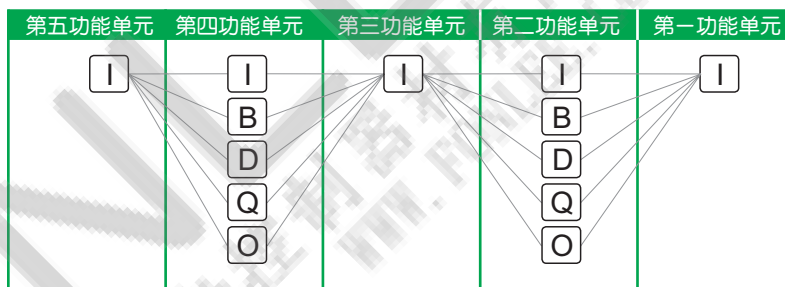 第五功能单元 第四功能单元 第三功能单元 第二功能单元 第一功能单元
I I I I I
B B
D D
Q Q
O O